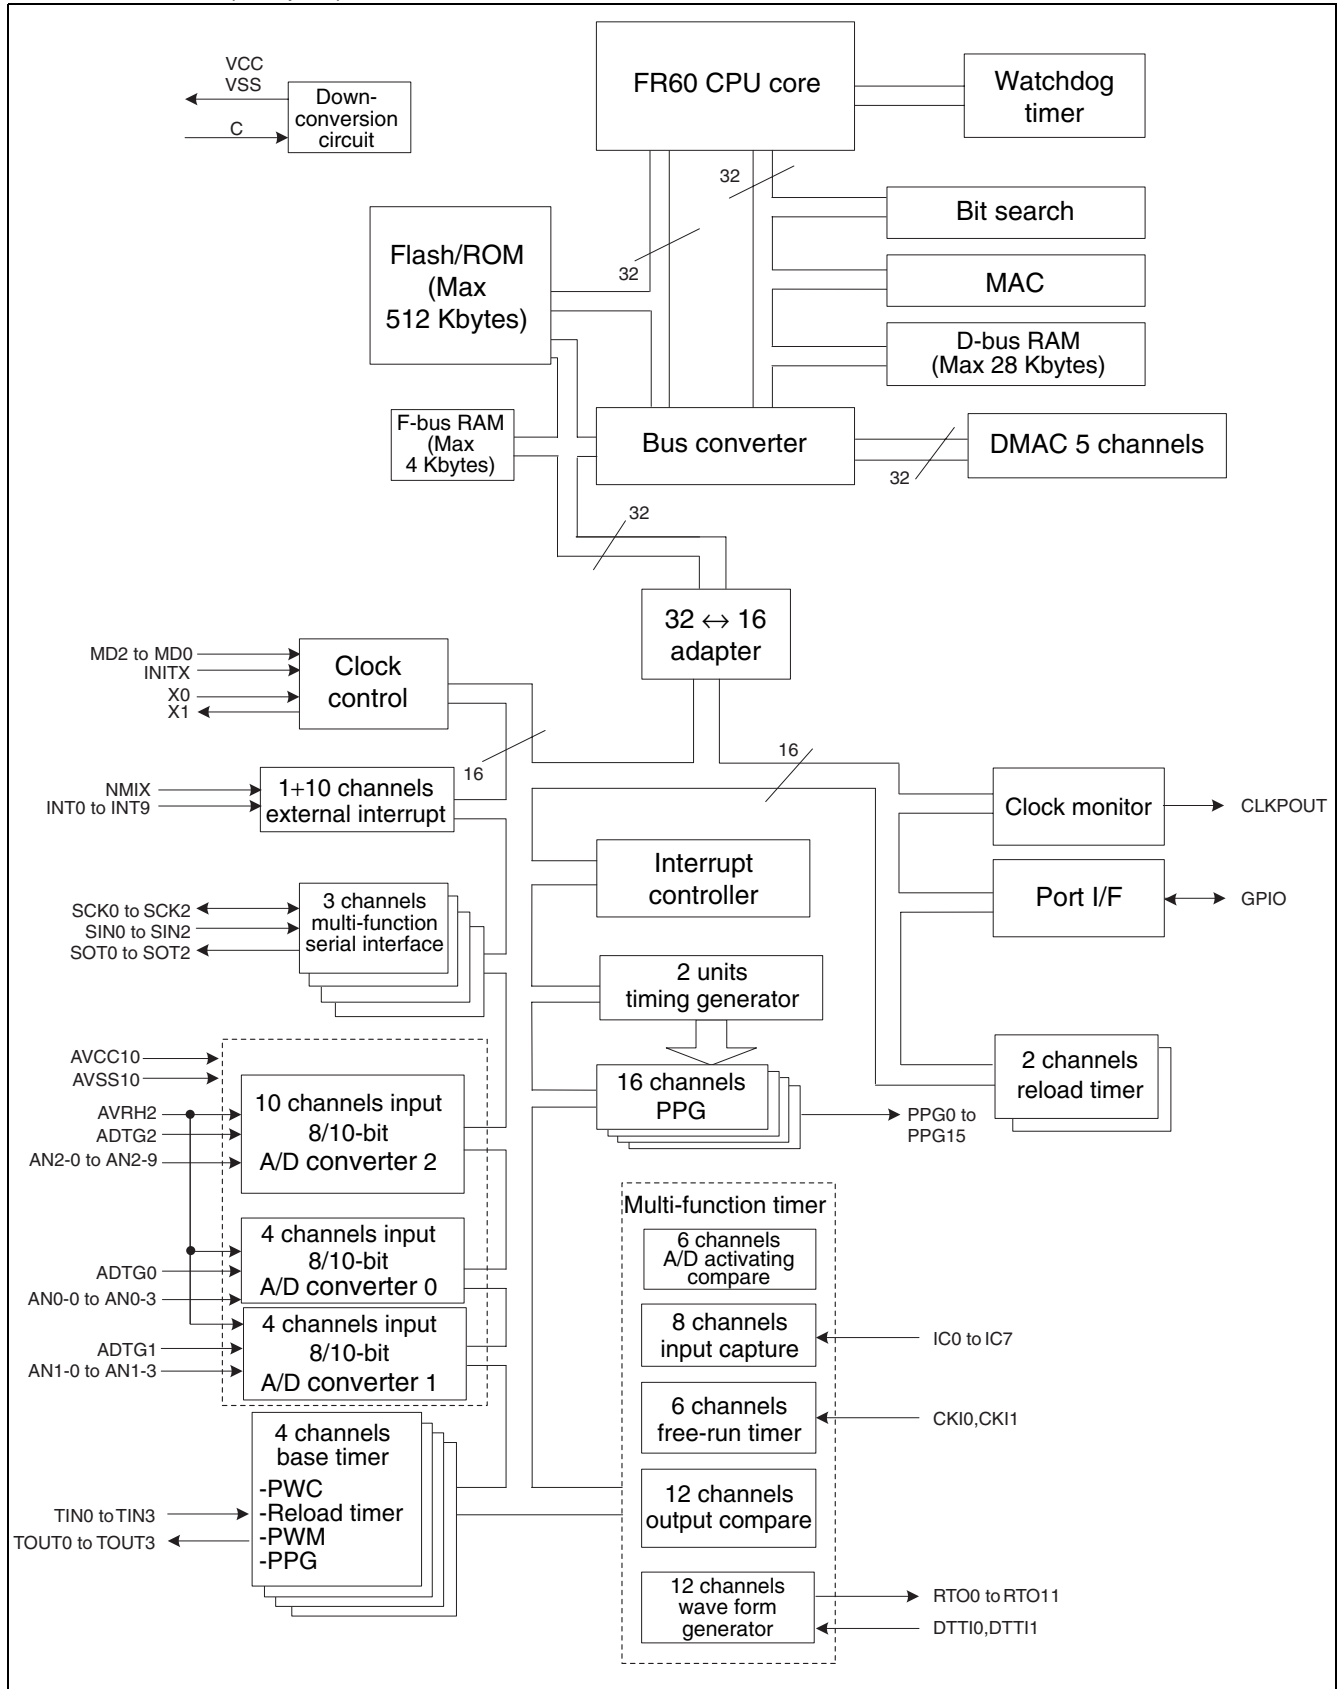 VCC
VSS
C
Down-
conversion
circuit
FR60 CPU core
Watchdog
timer
32
32
Bit search
Flash/ROM
(Max
512 Kbytes)
MAC
D-bus RAM
(Max 28 Kbytes)
F-bus RAM
(Max
4 Kbytes)
Bus converter
32
DMAC 5 channels
32
32 ↔ 16
adapter
MD2 to MD0
INITX
X0
X1
Clock
control
16
16
NMIX
INT0 to INT9
1+10 channels
external interrupt
Clock monitor
CLKPOUT
Interrupt
controller
Port I/F
GPIO
SCK0 to SCK2
SIN0 to SIN2
SOT0 to SOT2
3 channels
multi-function
serial interface
2 units
timing generator
2 channels
reload timer
16 channels
PPG
PPG0 to
PPG15
AVCC10
AVSS10
AVRH2
ADTG2
AN2-0 to AN2-9
10 channels input
8/10-bit
A/D converter 2
ADTG0
AN0-0 to AN0-3
4 channels input
8/10-bit
A/D converter 0
ADTG1
AN1-0 to AN1-3
4 channels input
8/10-bit
A/D converter 1
Multi-function timer
6 channels
A/D activating
compare
8 channels
input capture
IC0 to IC7
6 channels
free-run timer
CKI0,CKI1
4 channels
base timer
-PWC
-Reload timer
-PWM
-PPG
TIN0 to TIN3
TOUT0 to TOUT3
12 channels
output compare
12 channels
wave form
generator
RTO0 to RTO11
DTTI0,DTTI1